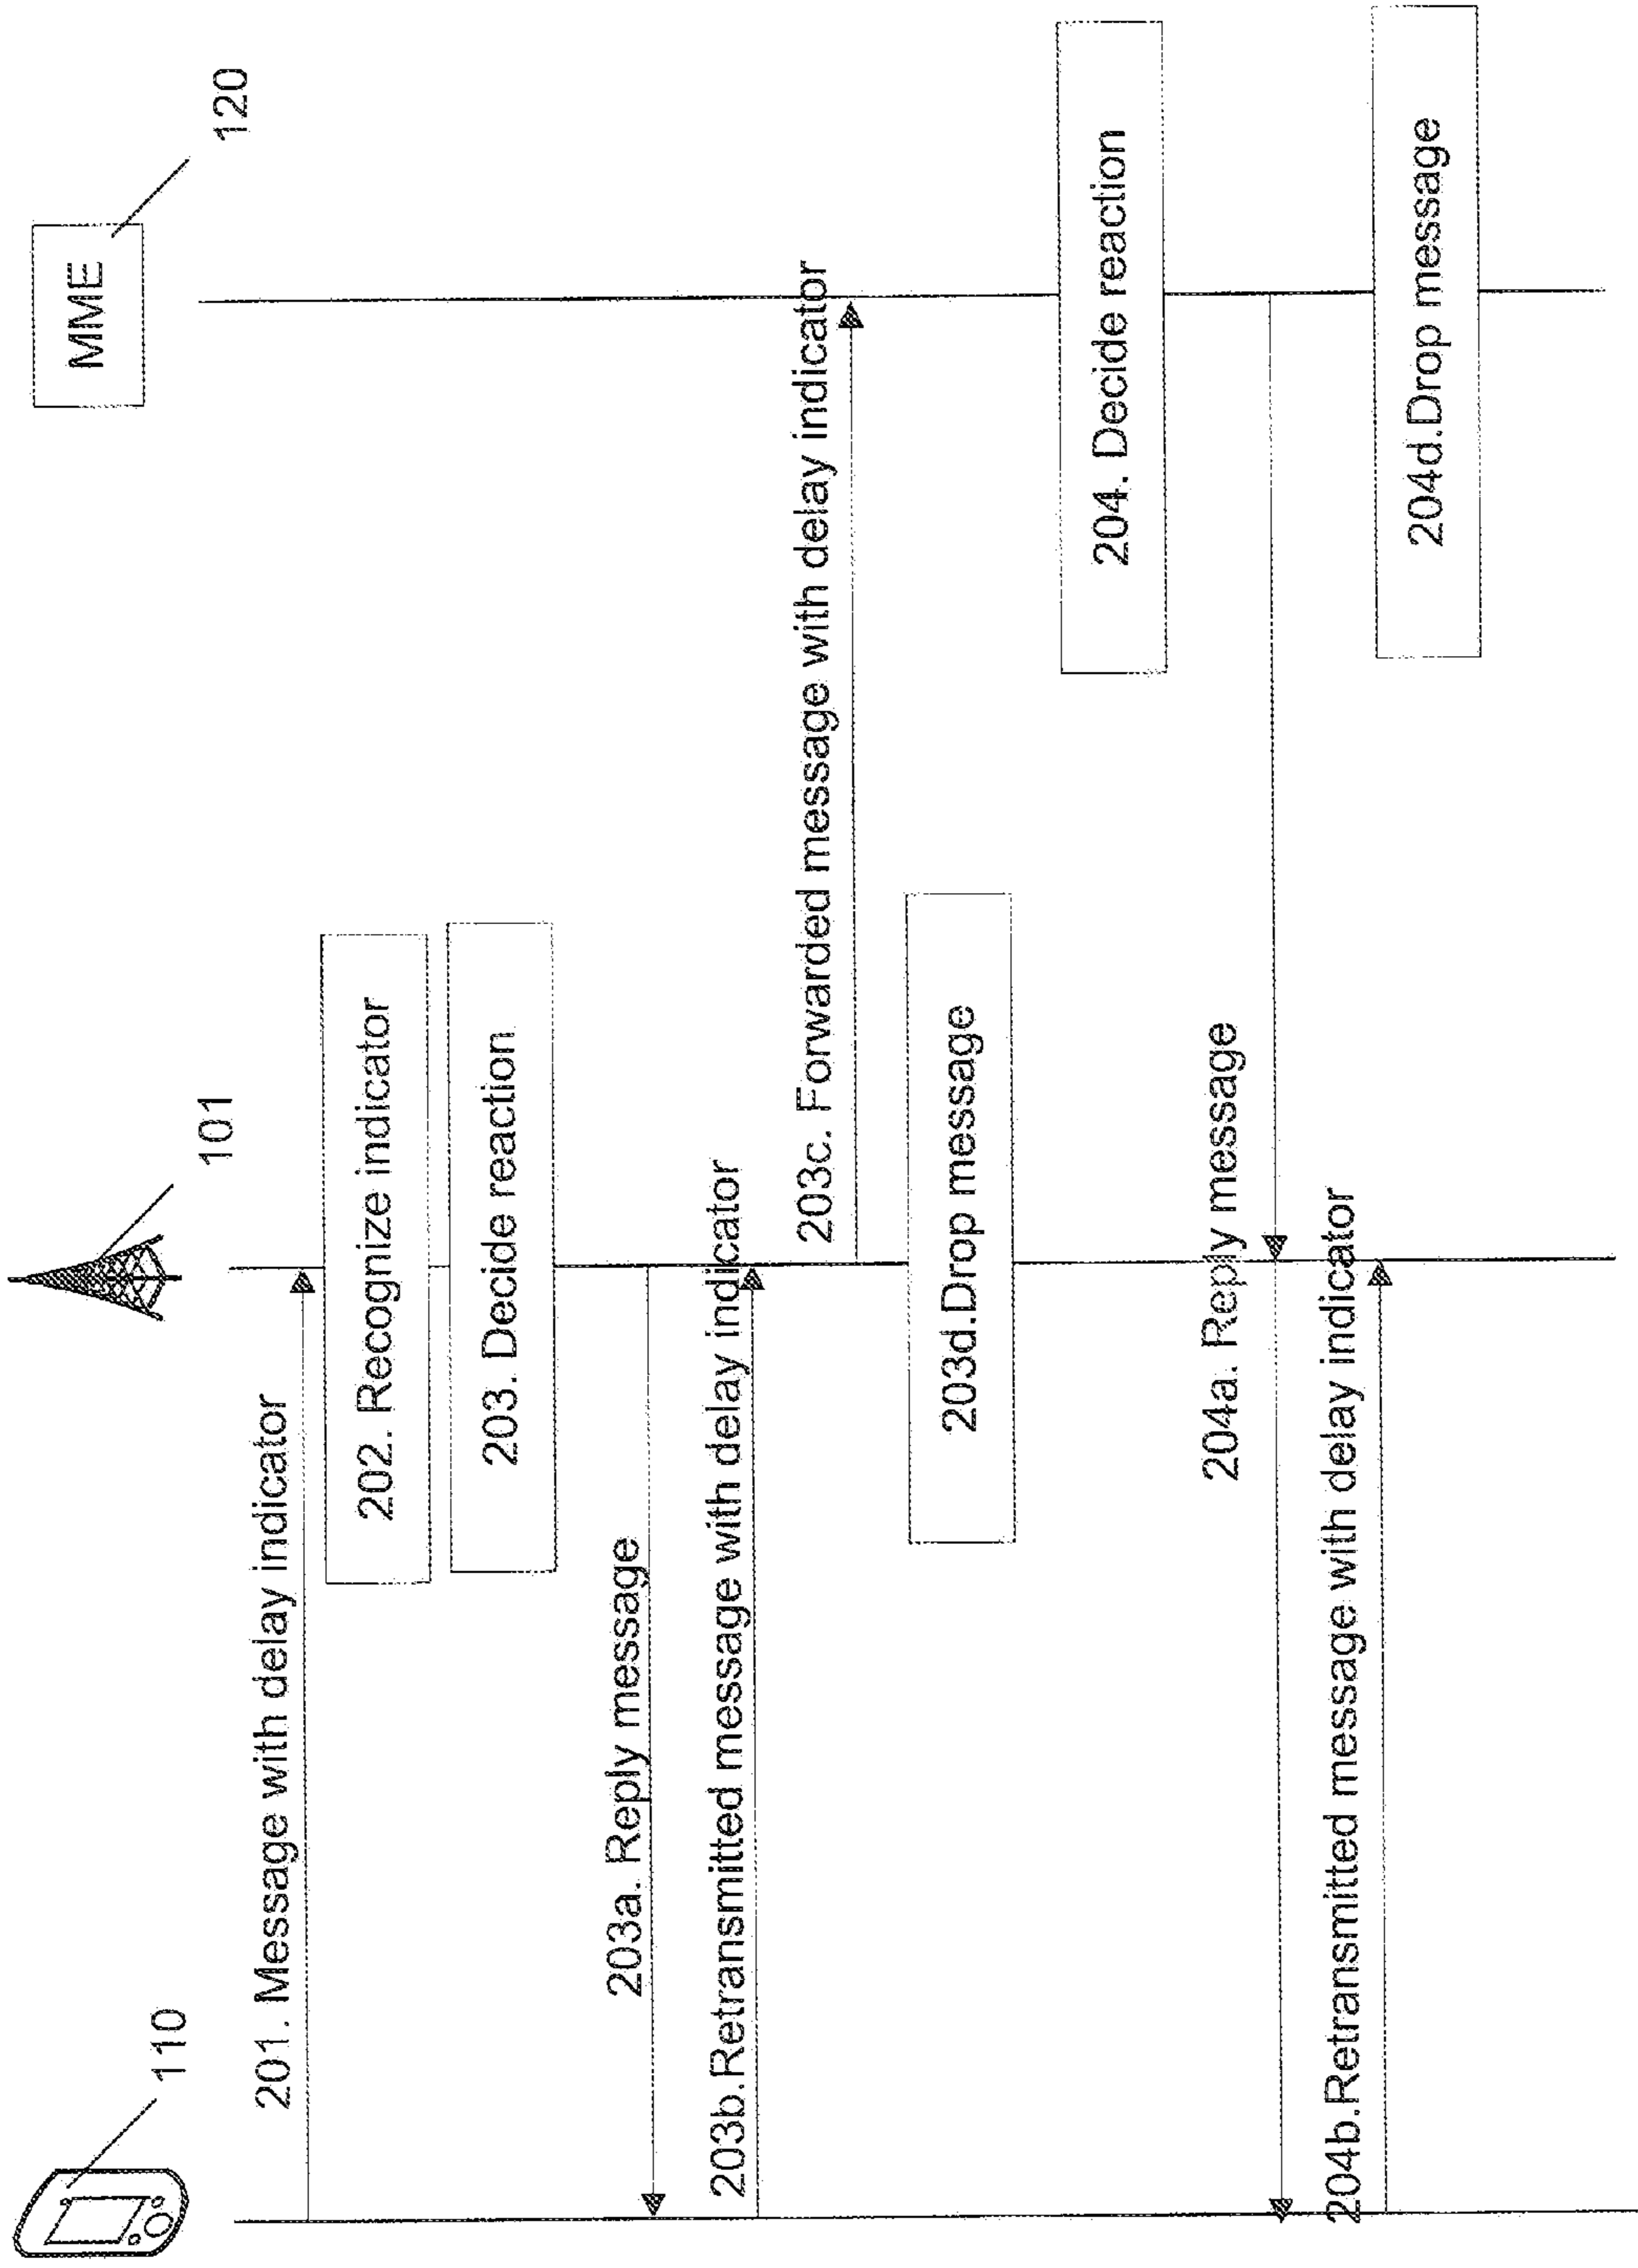 110
101
MME
120
201. Message with delay indicator
202. Recognize indicator
203. Decide reaction
203a. Reply message
203b.Retransmitted message with delay indicator
203c. Forwarded message with delay indicator
203d.Drop message
204. Decide reaction
204a. Reply message
204b.Retransmitted message with delay indicator
204d.Drop message